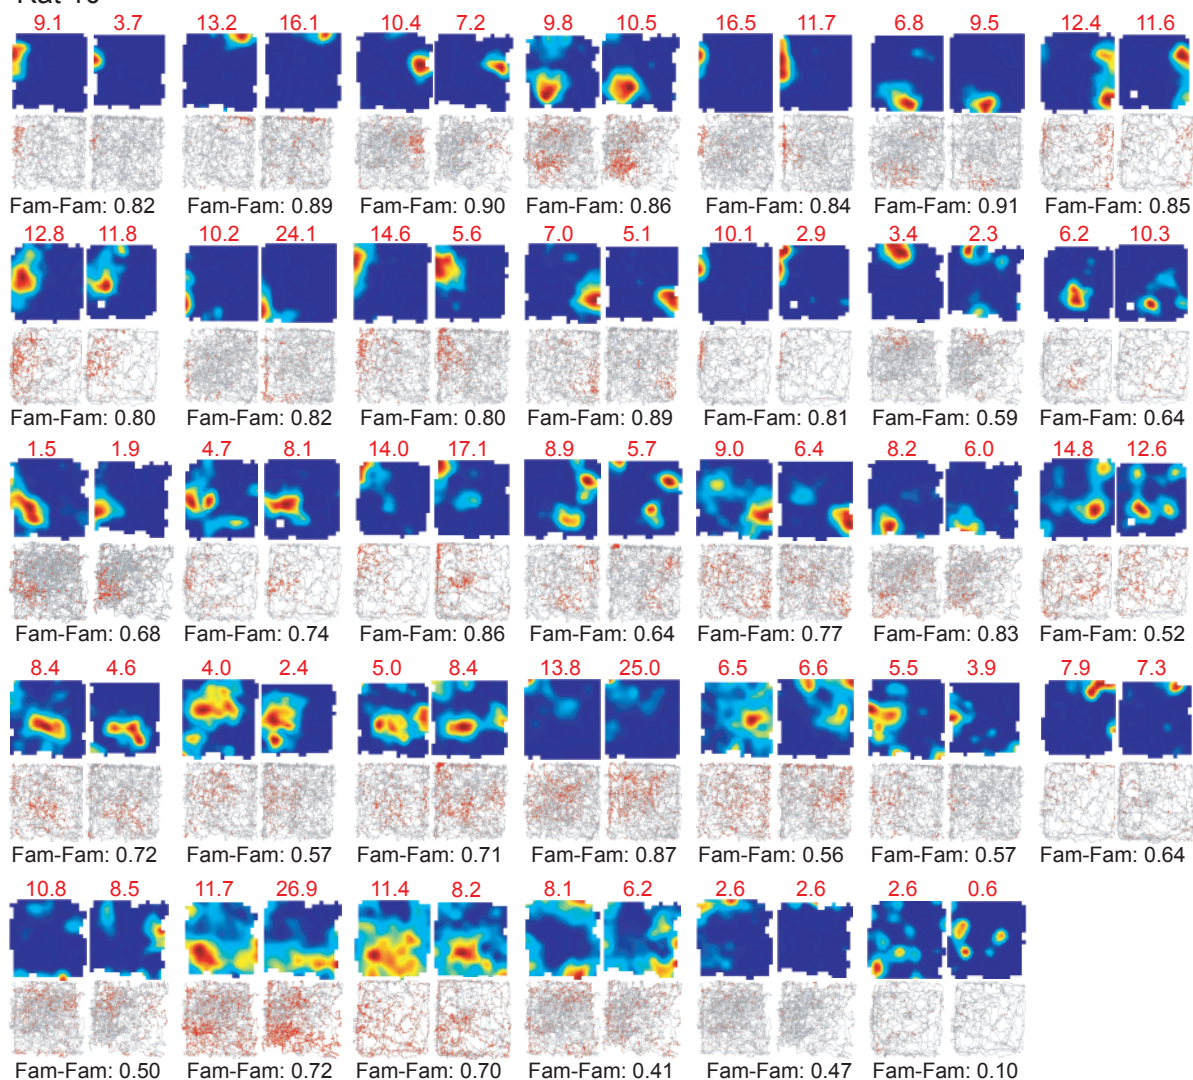 9.1 3.7 13.2 16.1 10.4 7.2 9.8 10.5 16.5 11.7 6.8 9.5 12.4 11.6
Fam-Fam: 0.82 Fam-Fam: 0.89 Fam-Fam: 0.90 Fam-Fam: 0.86 Fam-Fam: 0.84 Fam-Fam: 0.91 Fam-Fam: 0.85
12.8 11.8 10.2 24.1 14.6 5.6 7.0 5.1 10.1 2.9 3.4 2.3 6.2 10.3
Fam-Fam: 0.80 Fam-Fam: 0.82 Fam-Fam: 0.80 Fam-Fam: 0.89 Fam-Fam: 0.81 Fam-Fam: 0.59 Fam-Fam: 0.64
1.5 1.9 4.7 8.1 14.0 17.1 8.9 5.7 9.0 6.4 8.2 6.0 14.8 12.6
Fam-Fam: 0.68 Fam-Fam: 0.74 Fam-Fam: 0.86 Fam-Fam: 0.64 Fam-Fam: 0.77 Fam-Fam: 0.83 Fam-Fam: 0.52
8.4 4.6 4.0 2.4 5.0 8.4 13.8 25.0 6.5 6.6 5.5 3.9 7.9 7.3
Fam-Fam: 0.72 Fam-Fam: 0.57 Fam-Fam: 0.71 Fam-Fam: 0.87 Fam-Fam: 0.56 Fam-Fam: 0.57 Fam-Fam: 0.64
10.8 8.5 11.7 26.9 11.4 8.2 8.1 6.2 2.6 2.6 2.6 0.6
Fam-Fam: 0.50 Fam-Fam: 0.72 Fam-Fam: 0.70 Fam-Fam: 0.41 Fam-Fam: 0.47 Fam-Fam: 0.10